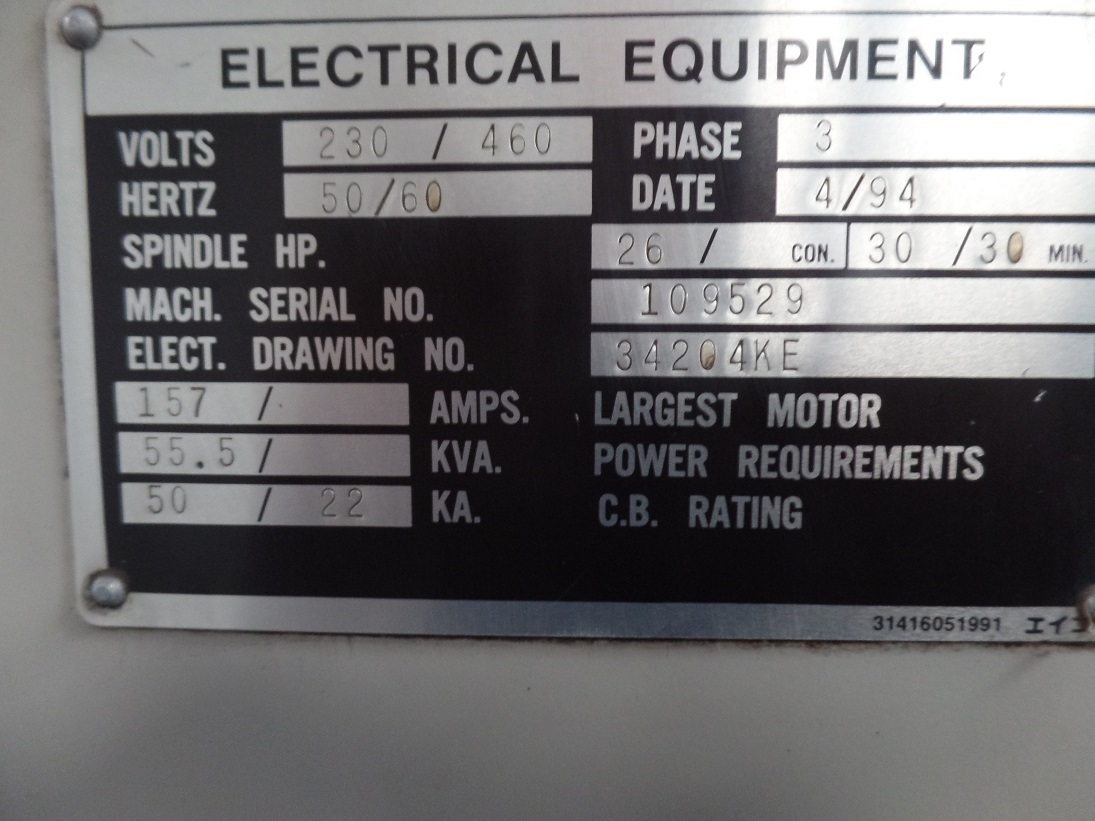 ELECTRICAL EQUIPMENT
VOLTS 230 / 460 PHASE 3
HERTZ 50/60 DATE 4/94
SPINDLE HP. 26 / CON. 30 /30 MIN.
MACH. SERIAL NO. 109529
ELECT. DRAWING NO. 34204KE
157 / AMPS. LARGEST MOTOR
55.5/ KVA. POWER REQUIREMENTS
50 / 22 KA. C.B. RATING
31416051991 エイ